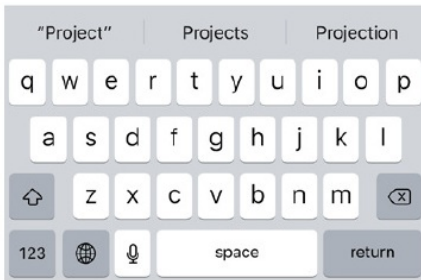 “Project” Projects Projection
q w e r t y u i o p
a s d f g h j k l
z x c v b n m
123 space return